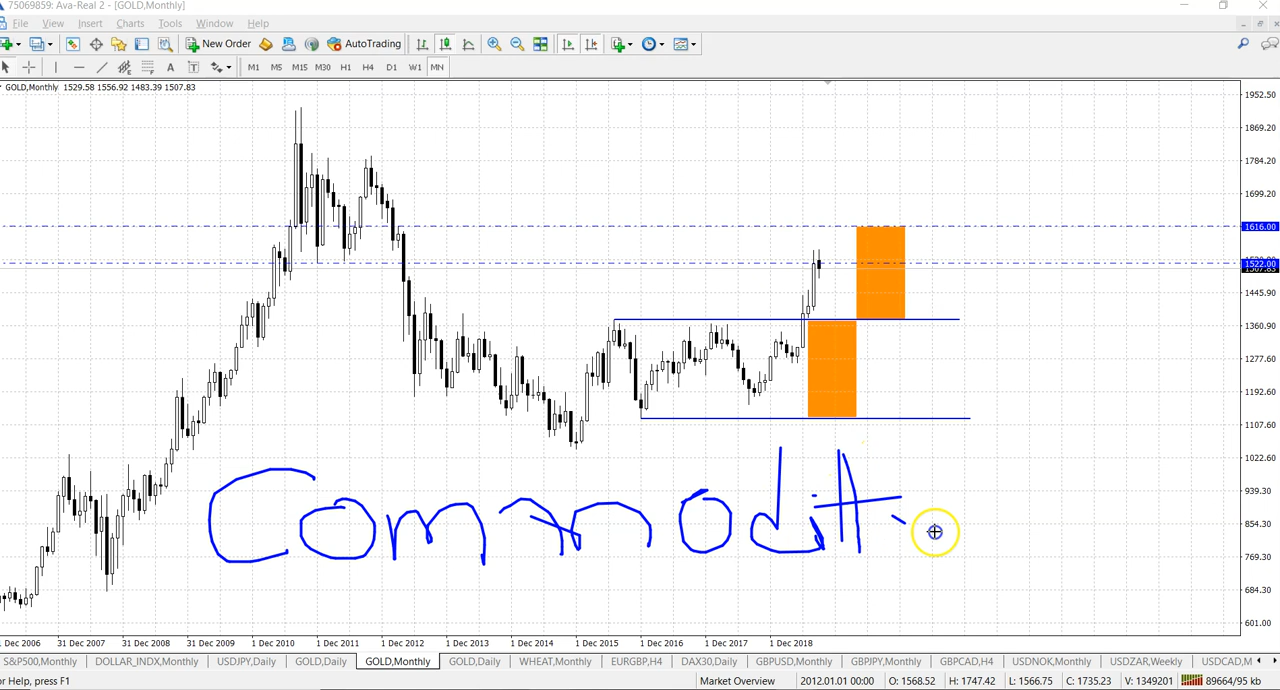 75069859: Ava-Real 2 - [GOLD,Monthly]
File View Insert Charts Tools Window Help
New Order AutoTrading
A T M1 M5 M15 M30 H1 H4 D1 W1 MN
GOLD,Monthly 1529.58 1556.92 1483.39 1507.83
1952.50
1869.20
1784.20
1699.20
1616.00
1522.00
1507.83
1445.90
1360.90
1277.60
1192.60
1107.60
1022.60
939.30
854.30
769.30
684.30
601.00
Commodit
1 Dec 2006 31 Dec 2007 31 Dec 2008 31 Dec 2009 1 Dec 2010 1 Dec 2011 1 Dec 2012 1 Dec 2013 1 Dec 2014 1 Dec 2015 1 Dec 2016 1 Dec 2017 1 Dec 2018
S&P500,Monthly DOLLAR_INDX,Monthly USDJPY,Daily GOLD,Daily GOLD,Monthly GOLD,Daily WHEAT,Monthly EURGBP,H4 DAX30,Daily GBPUSD,Monthly GBPJPY,Monthly GBPCAD,H4 USDNOK,Monthly USDZAR,Weekly USDCAD,M
or Help, press F1 Market Overview 2012.01.01 00:00 O: 1568.52 H: 1747.42 L: 1566.75 C: 1735.23 V: 1349201 89664/95 kb